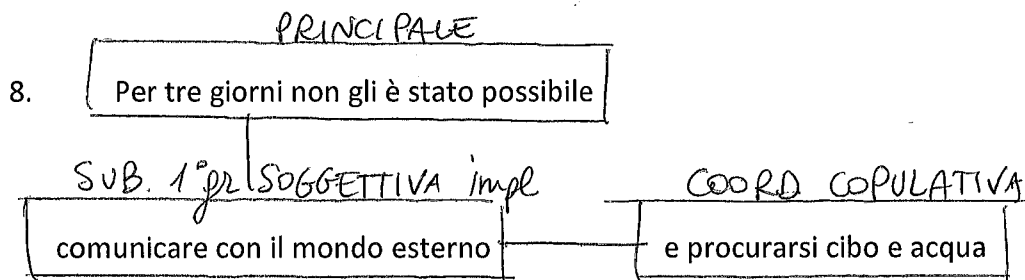 PRINCIPALE
8. Per tre giorni non gli è stato possibile
SUB. 1° gr SOGGETTIVA impl COORD COPULATIVA
comunicare con il mondo esterno e procurarsi cibo e acqua